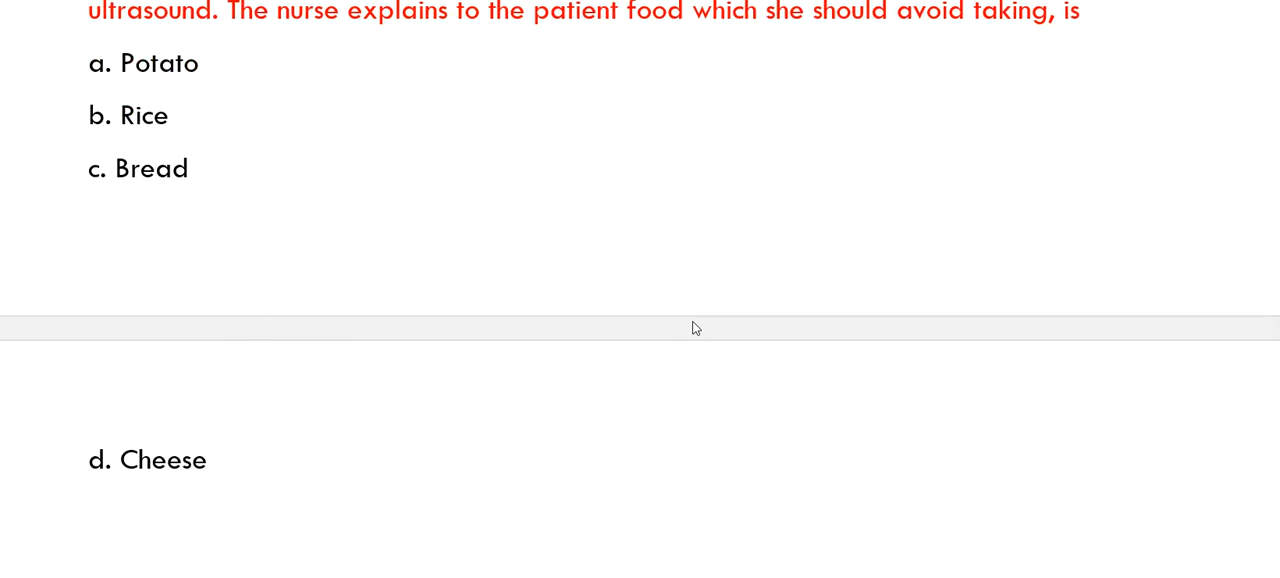 ultrasound. The nurse explains to the patient food which she should avoid taking, is
a. Potato
b. Rice
c. Bread
d. Cheese